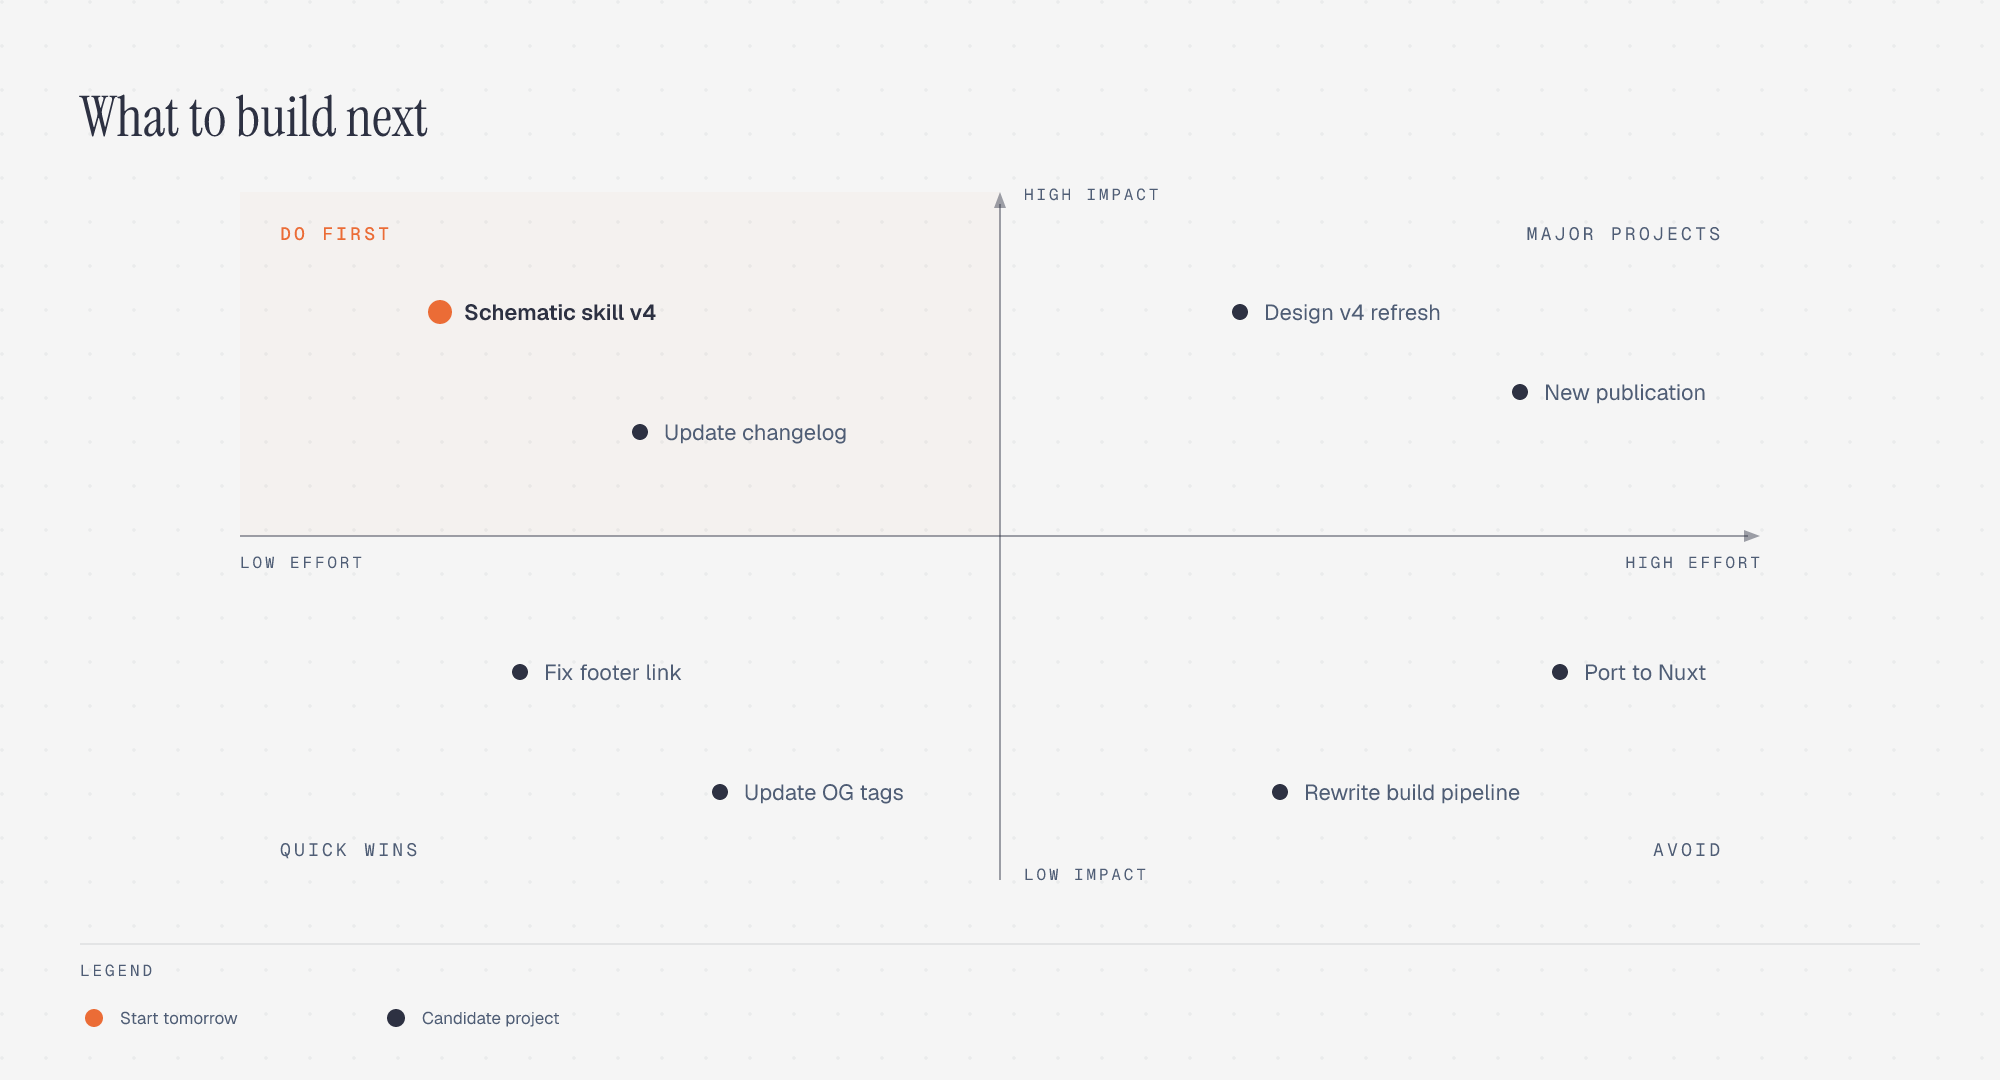 What to build next
HIGH IMPACT
DO FIRST
MAJOR PROJECTS
Schematic skill v4
Design v4 refresh
New publication
Update changelog
LOW EFFORT
HIGH EFFORT
Fix footer link
Port to Nuxt
Update OG tags
Rewrite build pipeline
QUICK WINS
AVOID
LOW IMPACT
LEGEND
Start tomorrow
Candidate project